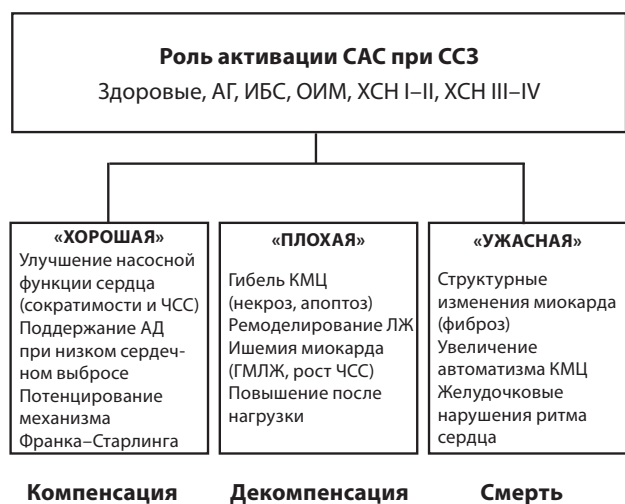 Роль активации САС при ССЗ
Здоровые, АГ, ИБС, ОИМ, ХСН I–II, ХСН III–IV
«ХОРОШАЯ»
Улучшение насосной
функции сердца
(сократимости и ЧСС)
Поддержание АД
при низком сердеч-
ном выбросе
Потенцирование
механизма
Франка–Старлинга
«ПЛОХАЯ»
Гибель КМЦ
(некроз, апоптоз)
Ремоделирование ЛЖ
Ишемия миокарда
(ГМЛЖ, рост ЧСС)
Повышение после
нагрузки
«УЖАСНАЯ»
Структурные
изменения миокарда
(фиброз)
Увеличение
автоматизма КМЦ
Желудочковые
нарушения ритма
сердца
Компенсация
Декомпенсация
Смерть